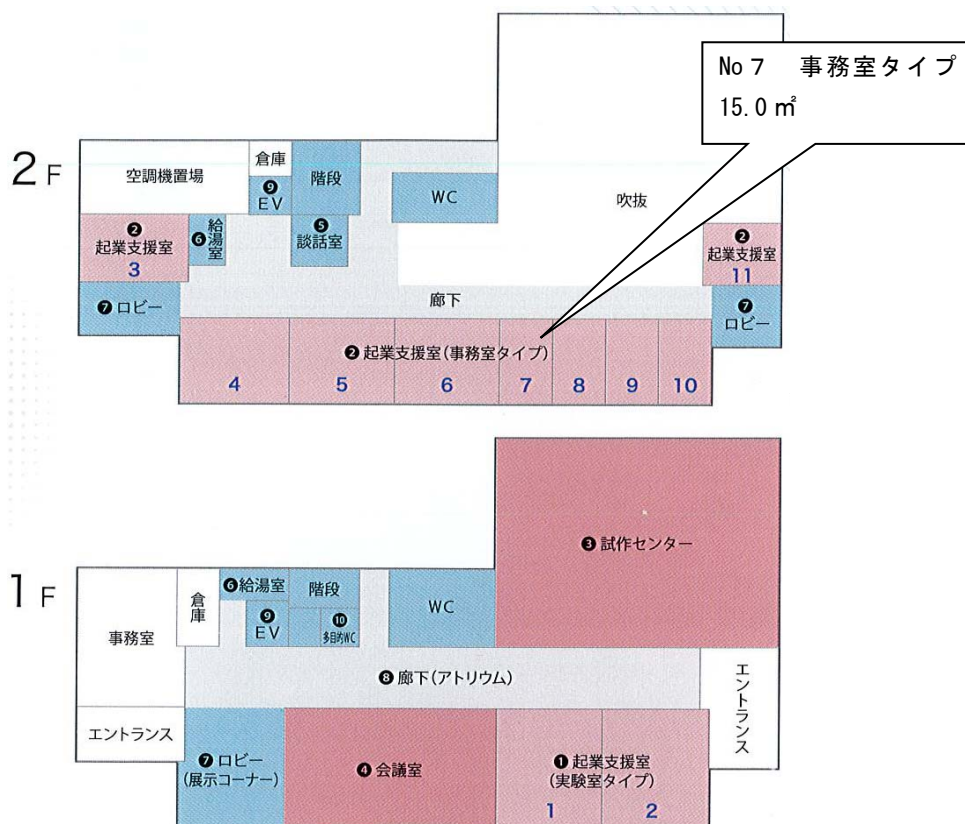 No７　事務室タイプ
15.0 ㎡
2F
空調機置場
倉庫
❾
EV
階段
WC
吹抜
❷
起業支援室
3
❻給湯室
❺
談話室
❷
起業支援室
11
❼ロビー
廊下
❼
ロビー
❷起業支援室(事務室タイプ)
4
5
6
7
8
9
10
❸試作センター
1F
事務室
倉庫
❻給湯室
❾
EV
階段
❿
多目的WC
WC
❽廊下(アトリウム)
エントランス
エントランス
❼ロビー
(展示コーナー)
❹会議室
❶起業支援室
(実験室タイプ)
1
2